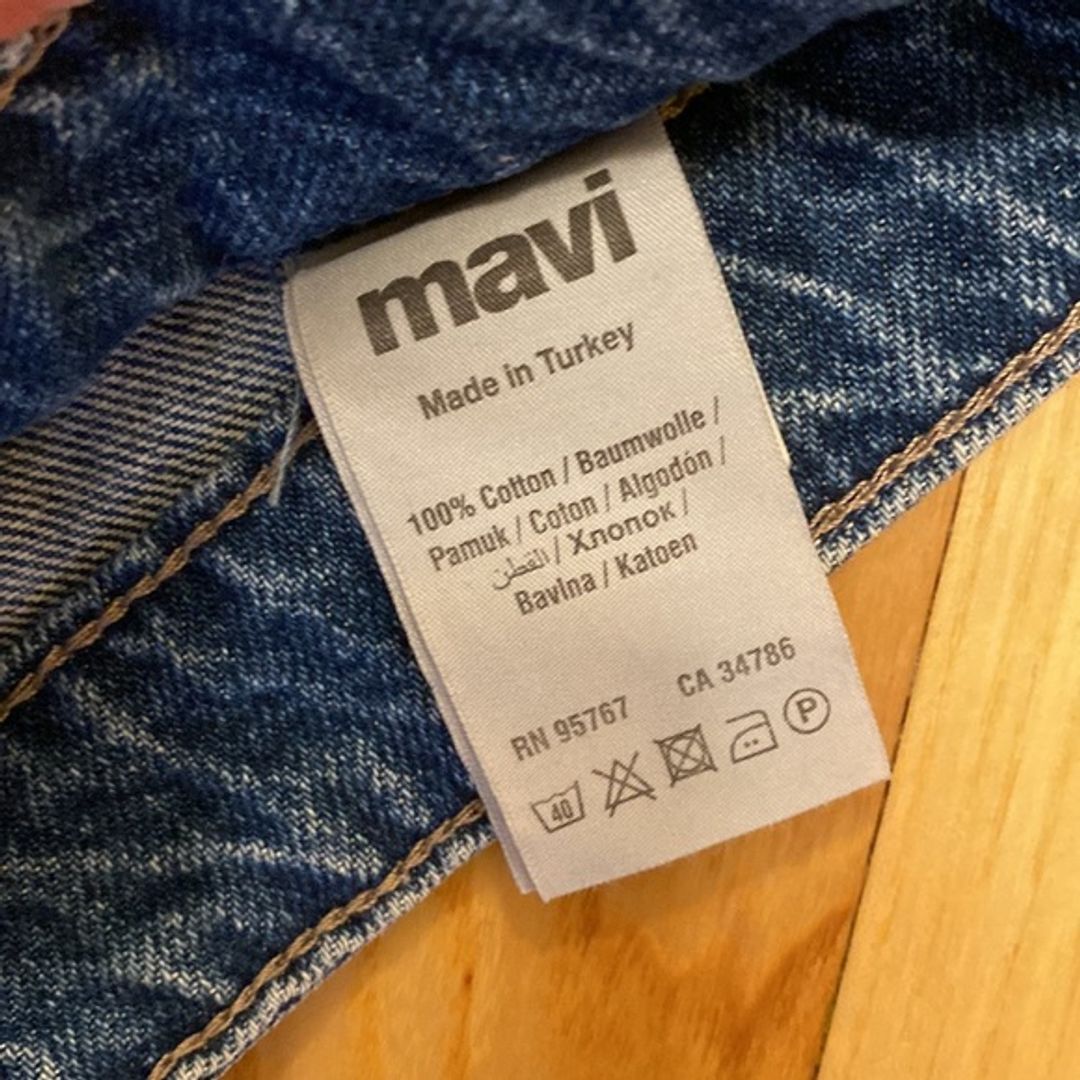 mavi
Made in Turkey
100% Cotton / Baumwolle /
Pamuk / Coton / Algodón /
القطن / Хлопок /
Bavlna / Katoen
RN 95767 CA 34786
40 P